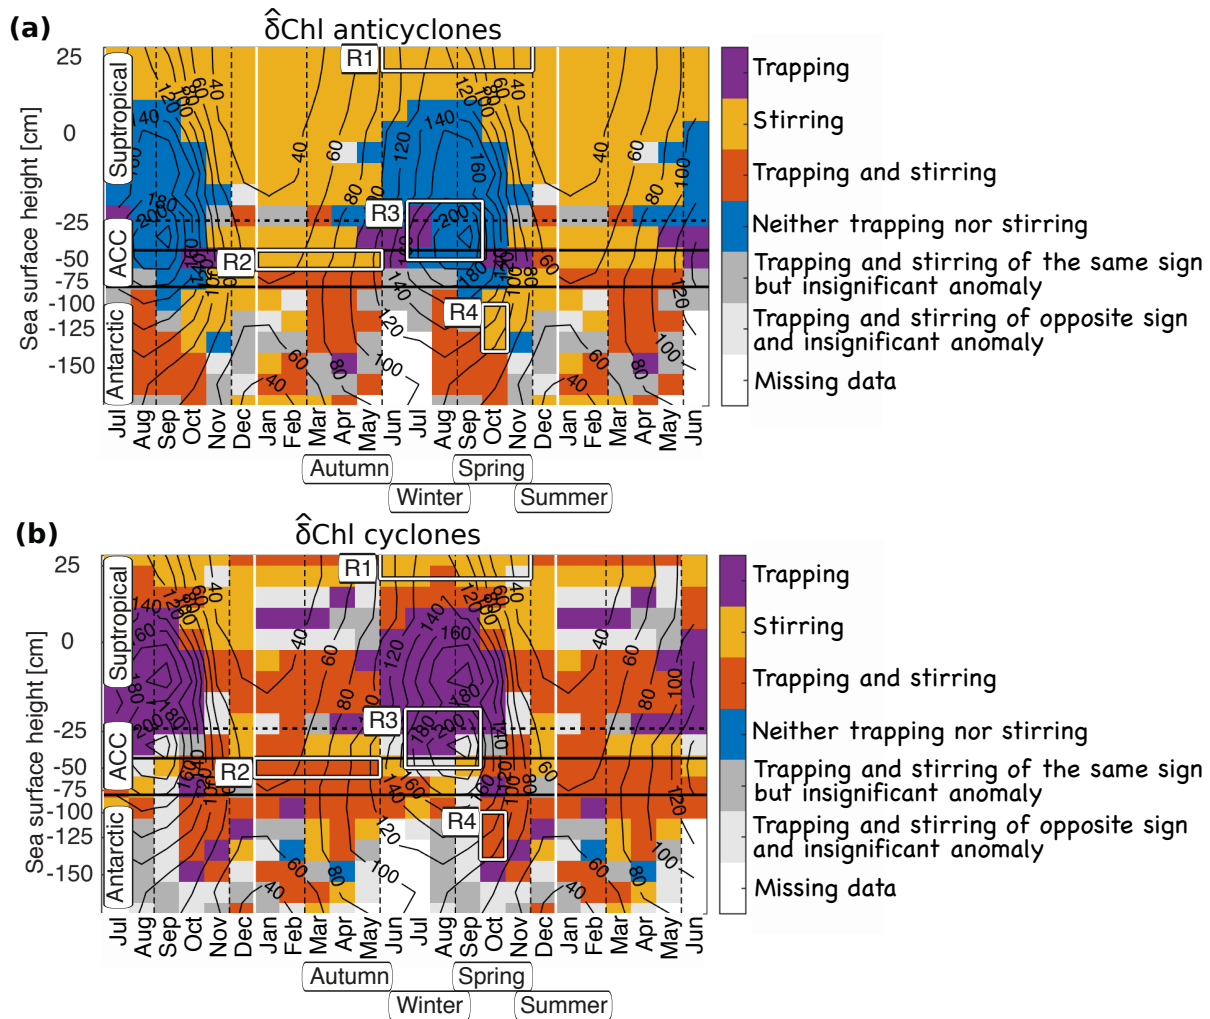 (a)
δ̂Chl anticyclones
Sea surface height [cm]
25
0
-25
-50
-75
-100
-125
-150
Suptropical
ACC
Antarctic
R1
R2
R3
R4
Jul Aug Sep Oct Nov Dec Jan Feb Mar Apr May Jun Jul Aug Sep Oct Nov Dec Jan Feb Mar Apr May Jun
Autumn
Spring
Winter
Summer
Trapping
Stirring
Trapping and stirring
Neither trapping nor stirring
Trapping and stirring of the same sign
but insignificant anomaly
Trapping and stirring of opposite sign
and insignificant anomaly
Missing data
(b)
δ̂Chl cyclones
Sea surface height [cm]
25
0
-25
-50
-75
-100
-125
-150
Suptropical
ACC
Antarctic
R1
R2
R3
R4
Jul Aug Sep Oct Nov Dec Jan Feb Mar Apr May Jun Jul Aug Sep Oct Nov Dec Jan Feb Mar Apr May Jun
Autumn
Spring
Winter
Summer
Trapping
Stirring
Trapping and stirring
Neither trapping nor stirring
Trapping and stirring of the same sign
but insignificant anomaly
Trapping and stirring of opposite sign
and insignificant anomaly
Missing data